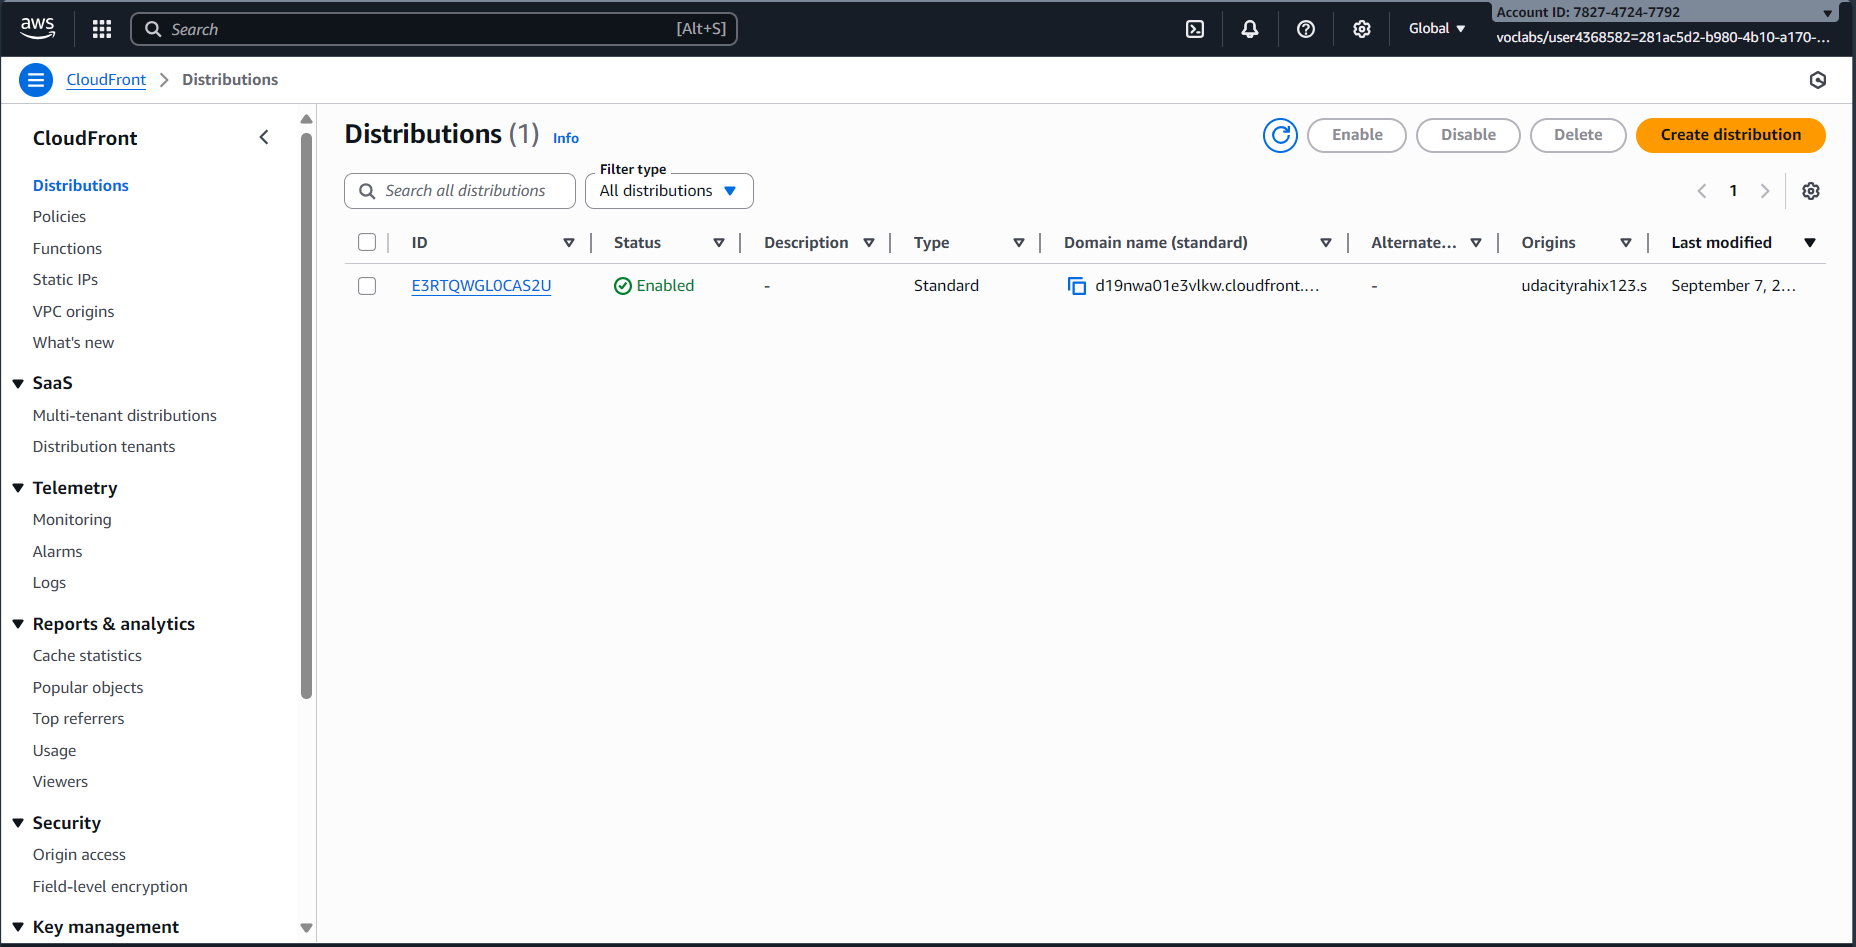 aws
Search
[Alt+S]
Global
Account ID: 7827-4724-7792
voclabs/user4368582=281ac5d2-b980-4b10-a170-...
CloudFront
Distributions
CloudFront
Distributions
Policies
Functions
Static IPs
VPC origins
What's new
SaaS
Multi-tenant distributions
Distribution tenants
Telemetry
Monitoring
Alarms
Logs
Reports & analytics
Cache statistics
Popular objects
Top referrers
Usage
Viewers
Security
Origin access
Field-level encryption
Key management
Distributions (1) Info
Enable
Disable
Delete
Create distribution
Search all distributions
Filter type
All distributions
1
ID Status Description Type Domain name (standard) Alternate... Origins Last modified
E3RTQWGL0CAS2U Enabled - Standard d19nwa01e3vlkw.cloudfront.... - udacityrahix123.s September 7, 2...